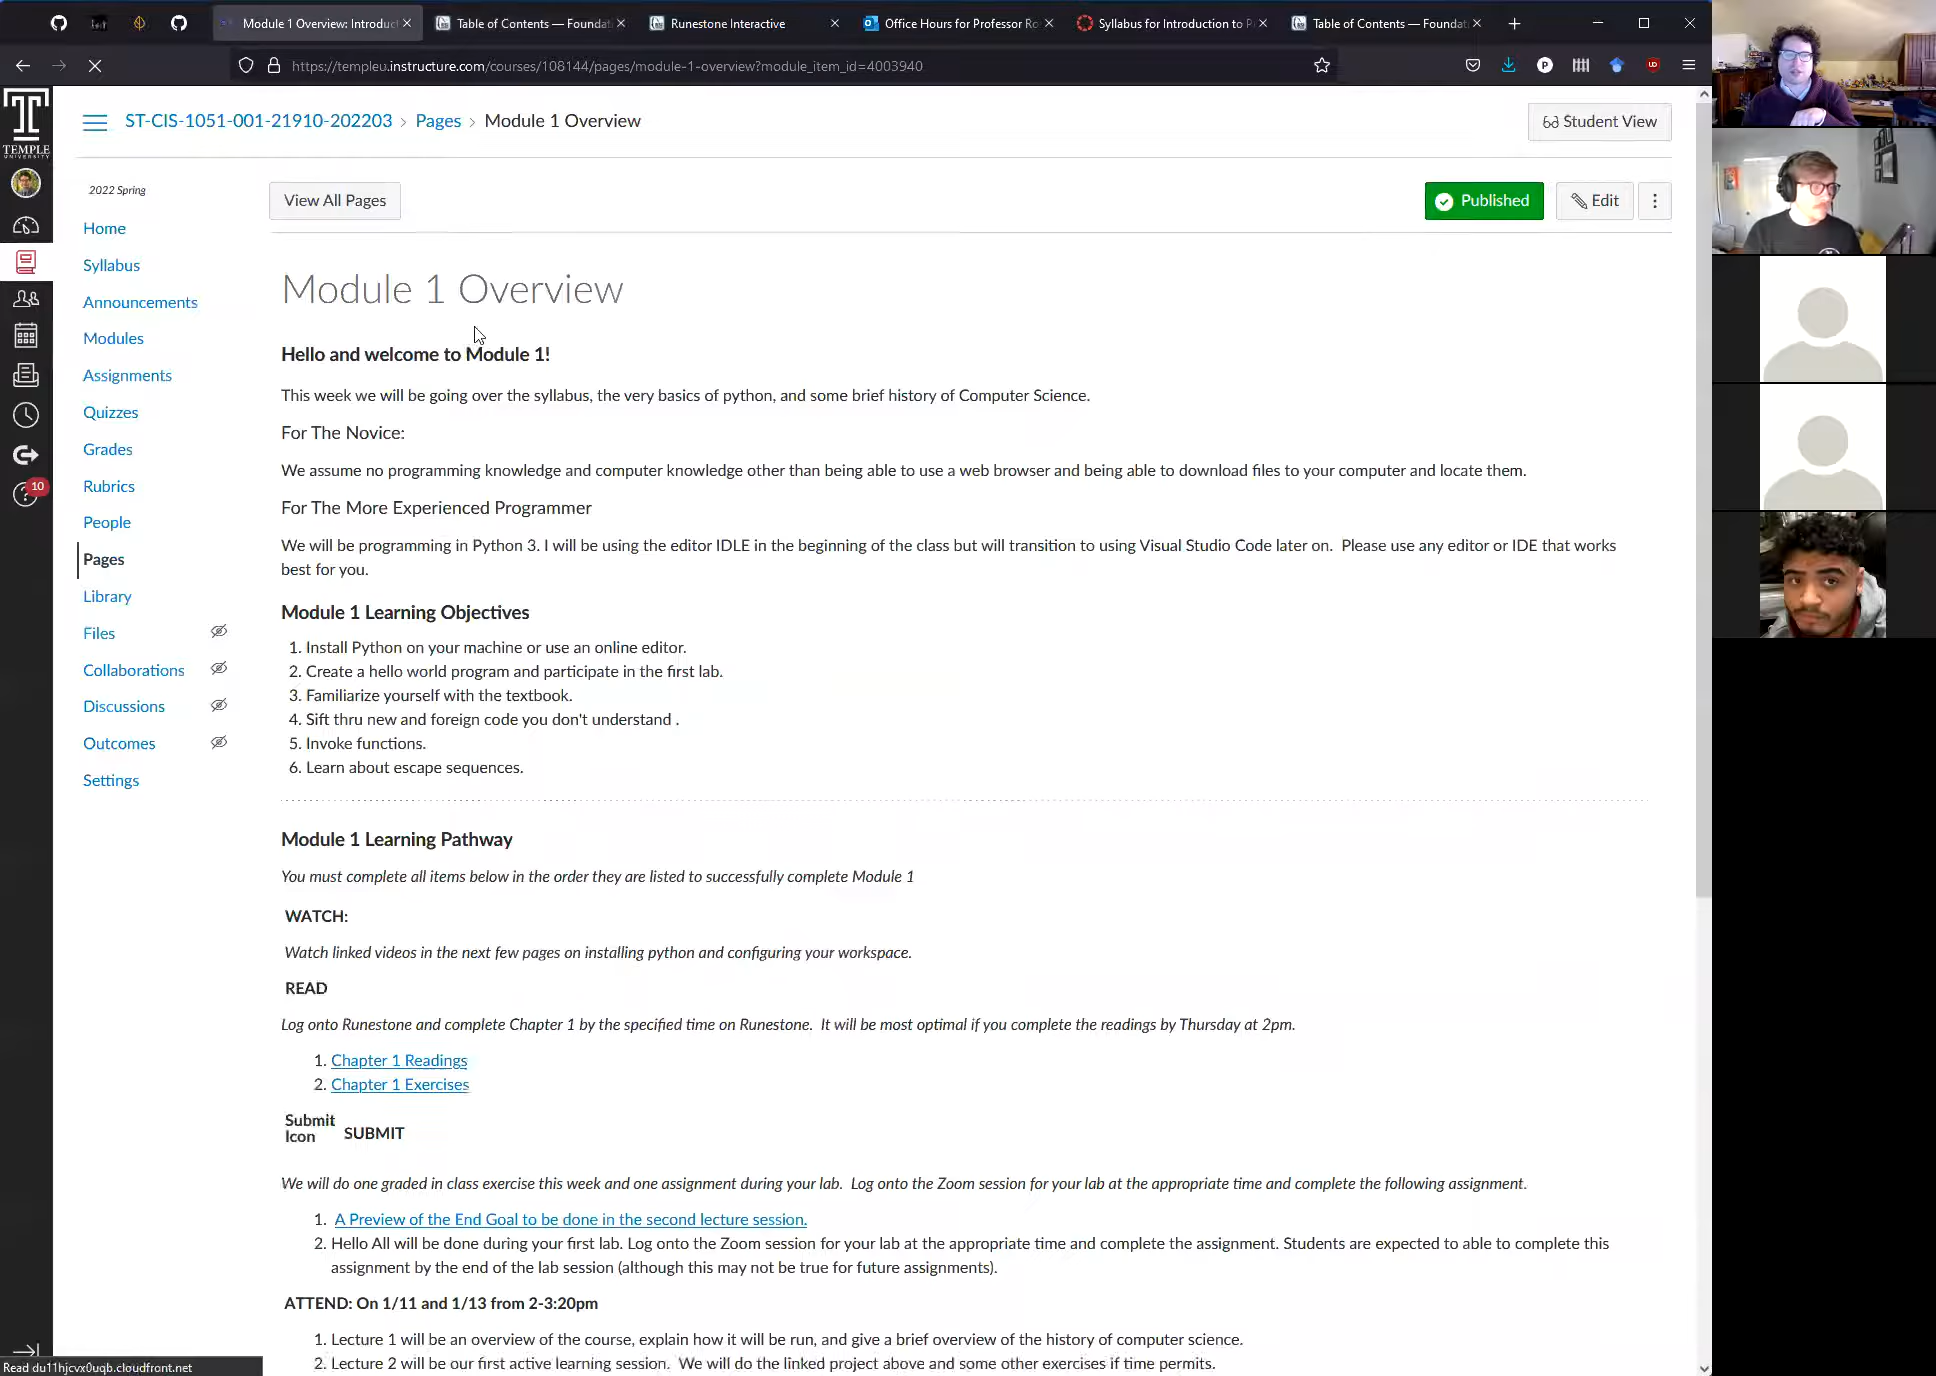 Module 1 Overview: Introduc
Table of Contents — Foundat
Runestone Interactive
Office Hours for Professor Ro
Syllabus for Introduction to P
Table of Contents — Foundat
https://templeu.instructure.com/courses/108144/pages/module-1-overview?module_item_id=4003940
TEMPLE
UNIVERSITY
ST-CIS-1051-001-21910-202203 › Pages › Module 1 Overview
Student View
2022 Spring
View All Pages
Published
Edit
Home
Syllabus
Announcements
Modules
Assignments
Quizzes
Grades
Rubrics
People
Pages
Library
Files
Collaborations
Discussions
Outcomes
Settings
10
Module 1 Overview
Hello and welcome to Module 1!
This week we will be going over the syllabus, the very basics of python, and some brief history of Computer Science.
For The Novice:
We assume no programming knowledge and computer knowledge other than being able to use a web browser and being able to download files to your computer and locate them.
For The More Experienced Programmer
We will be programming in Python 3. I will be using the editor IDLE in the beginning of the class but will transition to using Visual Studio Code later on. Please use any editor or IDE that works
best for you.
Module 1 Learning Objectives
1. Install Python on your machine or use an online editor.
2. Create a hello world program and participate in the first lab.
3. Familiarize yourself with the textbook.
4. Sift thru new and foreign code you don't understand .
5. Invoke functions.
6. Learn about escape sequences.
Module 1 Learning Pathway
You must complete all items below in the order they are listed to successfully complete Module 1
WATCH:
Watch linked videos in the next few pages on installing python and configuring your workspace.
READ
Log onto Runestone and complete Chapter 1 by the specified time on Runestone. It will be most optimal if you complete the readings by Thursday at 2pm.
1. Chapter 1 Readings
2. Chapter 1 Exercises
Submit
Icon
SUBMIT
We will do one graded in class exercise this week and one assignment during your lab. Log onto the Zoom session for your lab at the appropriate time and complete the following assignment.
1. A Preview of the End Goal to be done in the second lecture session.
2. Hello All will be done during your first lab. Log onto the Zoom session for your lab at the appropriate time and complete the assignment. Students are expected to able to complete this
assignment by the end of the lab session (although this may not be true for future assignments).
ATTEND: On 1/11 and 1/13 from 2-3:20pm
1. Lecture 1 will be an overview of the course, explain how it will be run, and give a brief overview of the history of computer science.
2. Lecture 2 will be our first active learning session. We will do the linked project above and some other exercises if time permits.
Read du11hjcvx0uqb.cloudfront.net